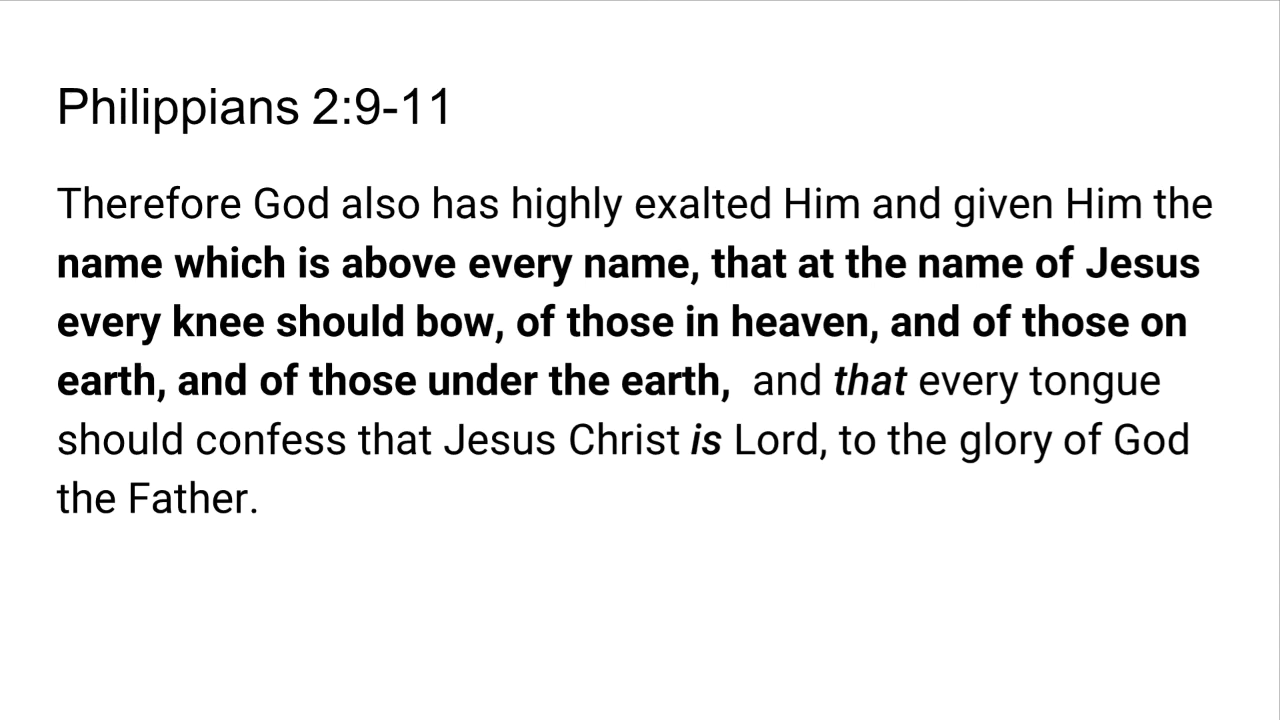 Philippians 2:9-11
Therefore God also has highly exalted Him and given Him the
name which is above every name, that at the name of Jesus
every knee should bow, of those in heaven, and of those on
earth, and of those under the earth,  and that every tongue
should confess that Jesus Christ is Lord, to the glory of God
the Father.